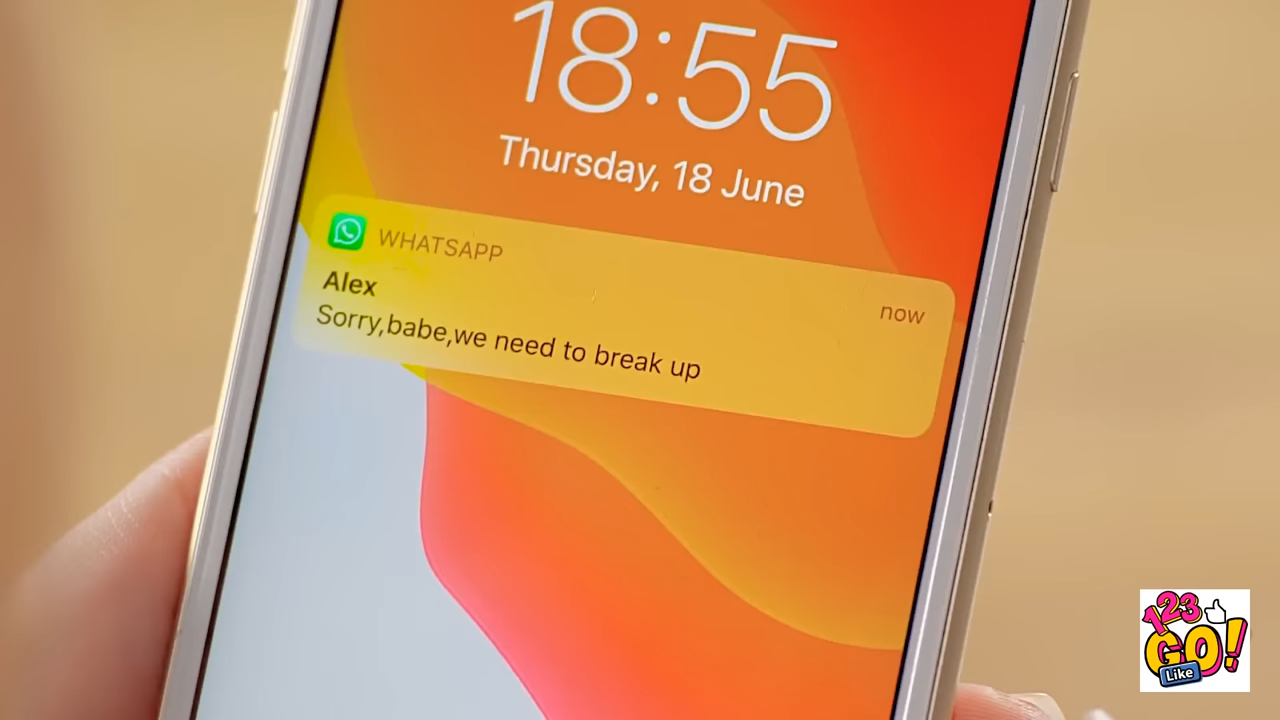 18:55
Thursday, 18 June
WHATSAPP
Alex
now
Sorry,babe,we need to break up
123
GO!
Like